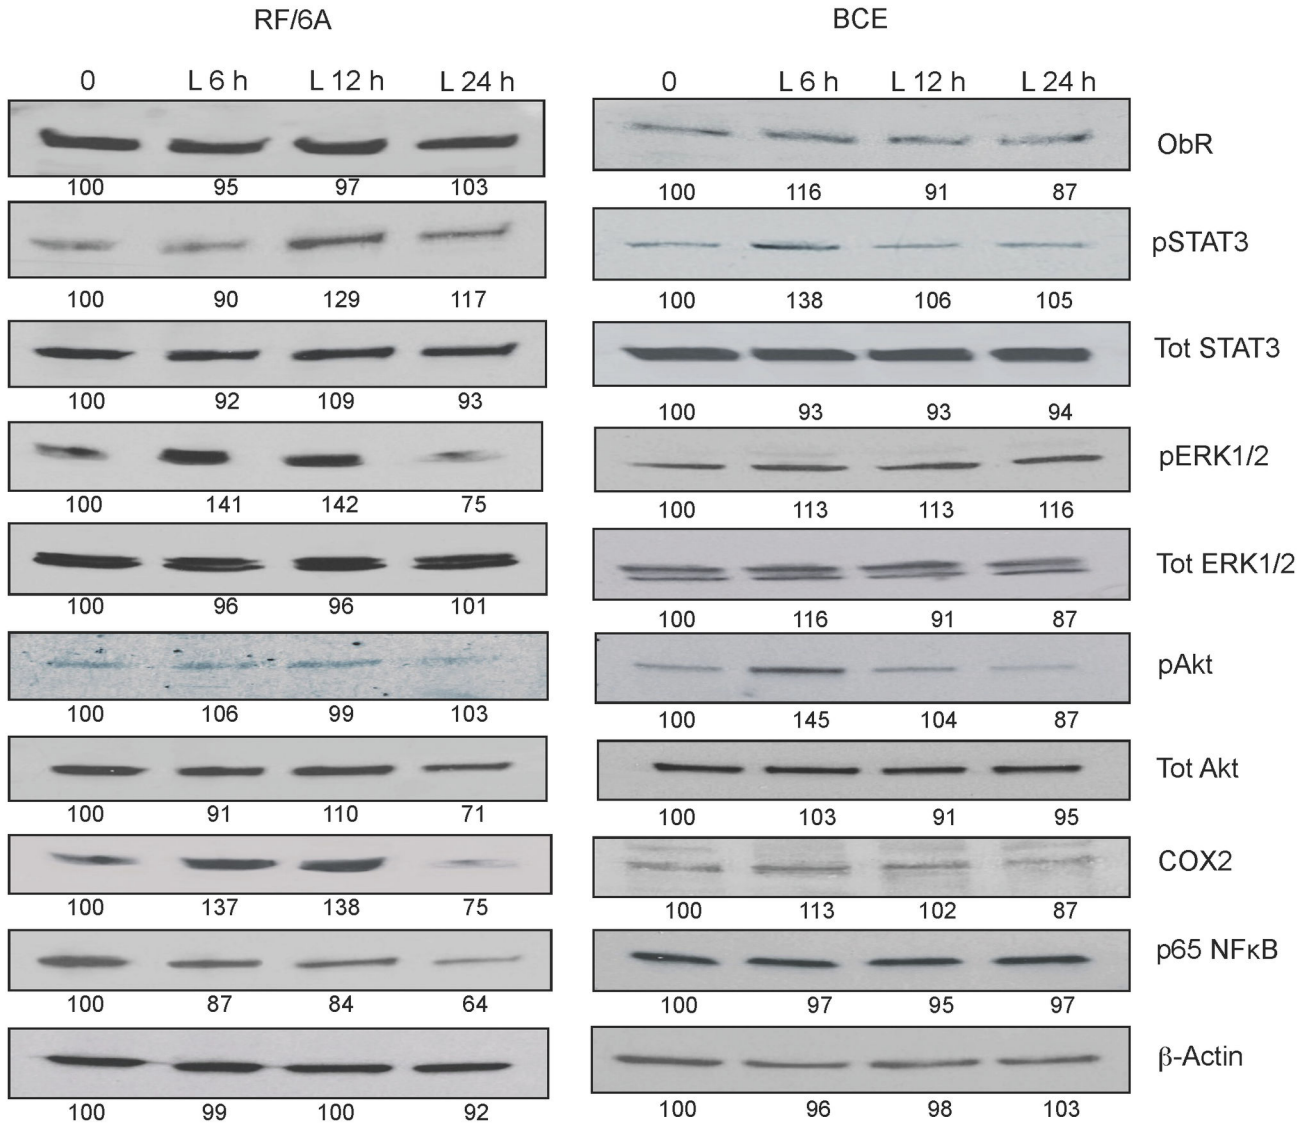 RF/6A BCE
0 L 6 h L 12 h L 24 h 0 L 6 h L 12 h L 24 h
ObR
100 95 97 103 100 116 91 87
pSTAT3
100 90 129 117 100 138 106 105
Tot STAT3
100 92 109 93 100 93 93 94
pERK1/2
100 141 142 75 100 113 113 116
Tot ERK1/2
100 96 96 101 100 116 91 87
pAkt
100 106 99 103 100 145 104 87
Tot Akt
100 91 110 71 100 103 91 95
COX2
100 137 138 75 100 113 102 87
p65 NFκB
100 87 84 64 100 97 95 97
β-Actin
100 99 100 92 100 96 98 103